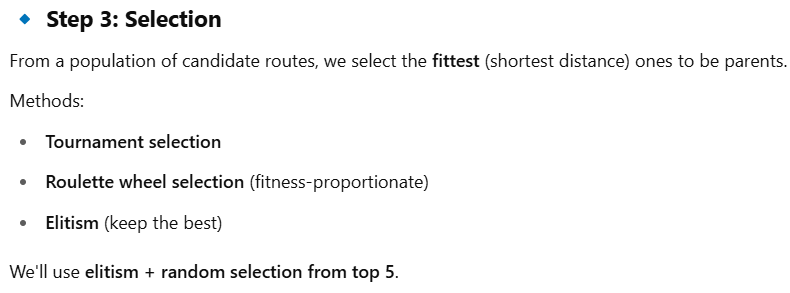 Step 3: Selection
From a population of candidate routes, we select the fittest (shortest distance) ones to be parents.
Methods:
Tournament selection
Roulette wheel selection (fitness-proportionate)
Elitism (keep the best)
We'll use elitism + random selection from top 5.